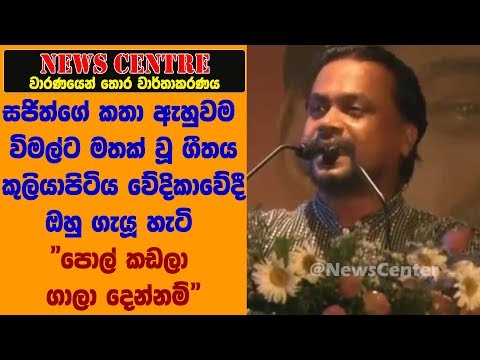 NEWS CENTRE
වාරණයෙන් තොර වාර්තාකරණය
සජිත්ගේ කතා ඇහුවම
විමල්ට මතක් වූ ගීතය
කුලියාපිටිය වේදිකාවේදී
ඔහු ගැයූ හැටි
”පොල් කඩලා
ගාලා දෙන්නම්”
@NewsCenter